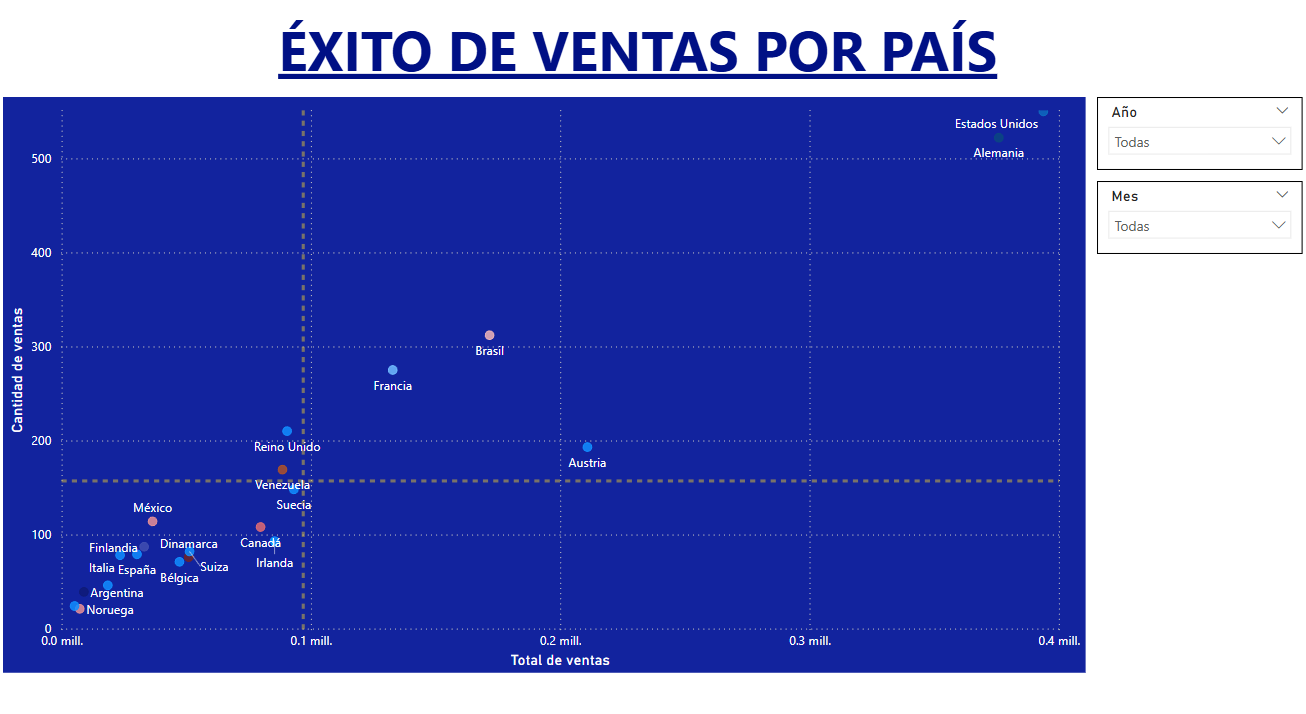 ÉXITO DE VENTAS POR PAÍS
Año
Todas
Mes
Todas
Cantidad de ventas
500
400
300
200
100
0
Estados Unidos
Alemania
Brasil
Francia
Reino Unido
Austria
Venezuela
Suecia
México
Canadá
Irlanda
Finlandia
Dinamarca
Italia
España
Suiza
Bélgica
Argentina
Noruega
0.0 mill.
0.1 mill.
0.2 mill.
0.3 mill.
0.4 mill.
Total de ventas